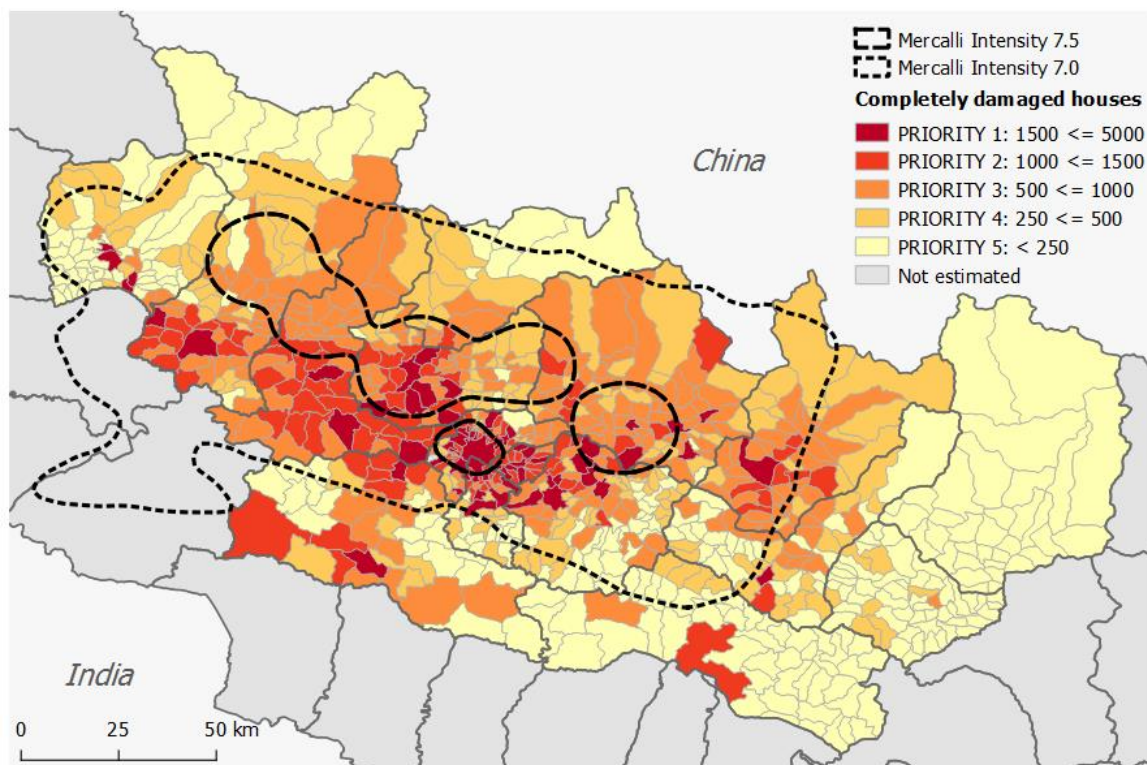 Mercalli Intensity 7.5
Mercalli Intensity 7.0
Completely damaged houses
PRIORITY 1: 1500 <= 5000
PRIORITY 2: 1000 <= 1500
PRIORITY 3: 500 <= 1000
PRIORITY 4: 250 <= 500
PRIORITY 5: < 250
Not estimated
China
India
0 25 50 km